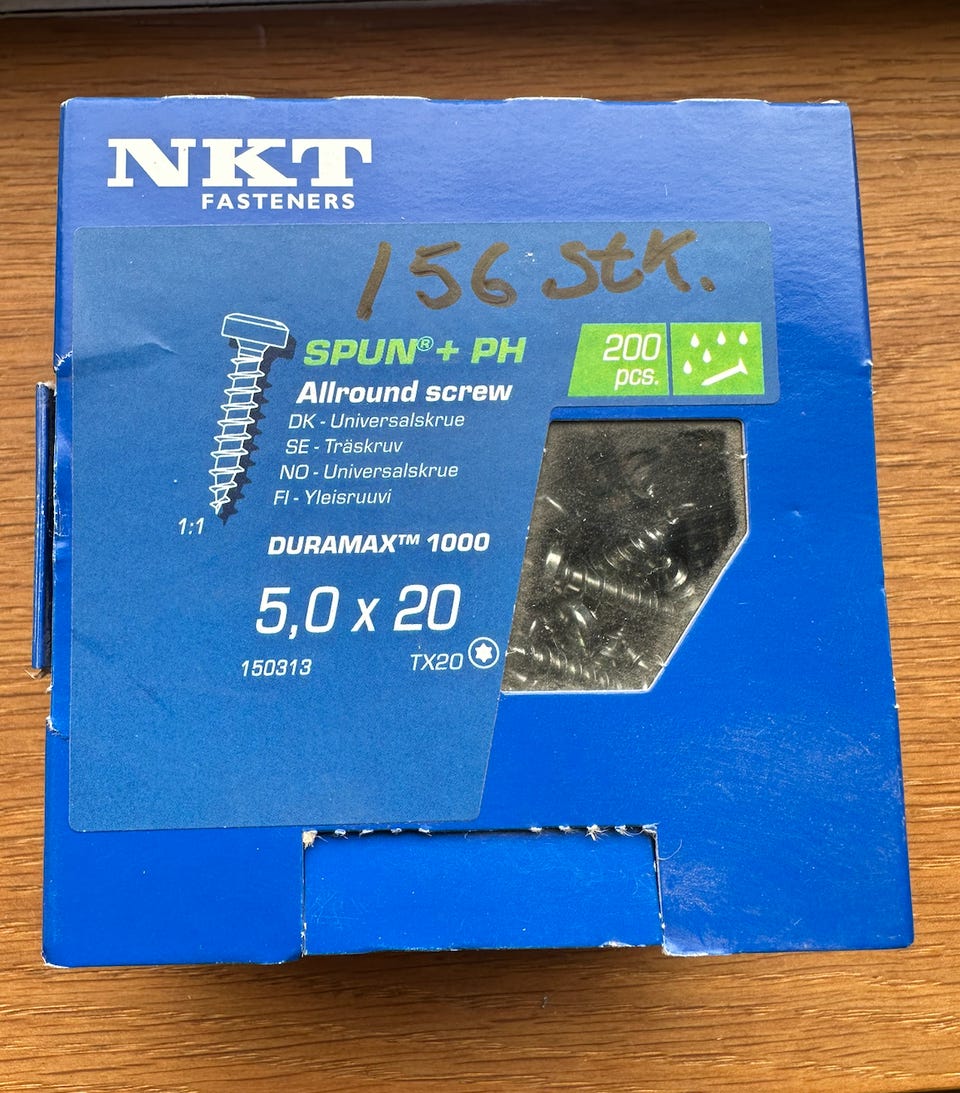 NKT
FASTENERS
156 Stk.
SPUN® + PH
200
pcs.
Allround screw
DK - Universalskrue
SE - Träskruv
NO - Universalskrue
FI - Yleisruuvi
1:1
DURAMAX™ 1000
5,0 x 20
150313
TX20